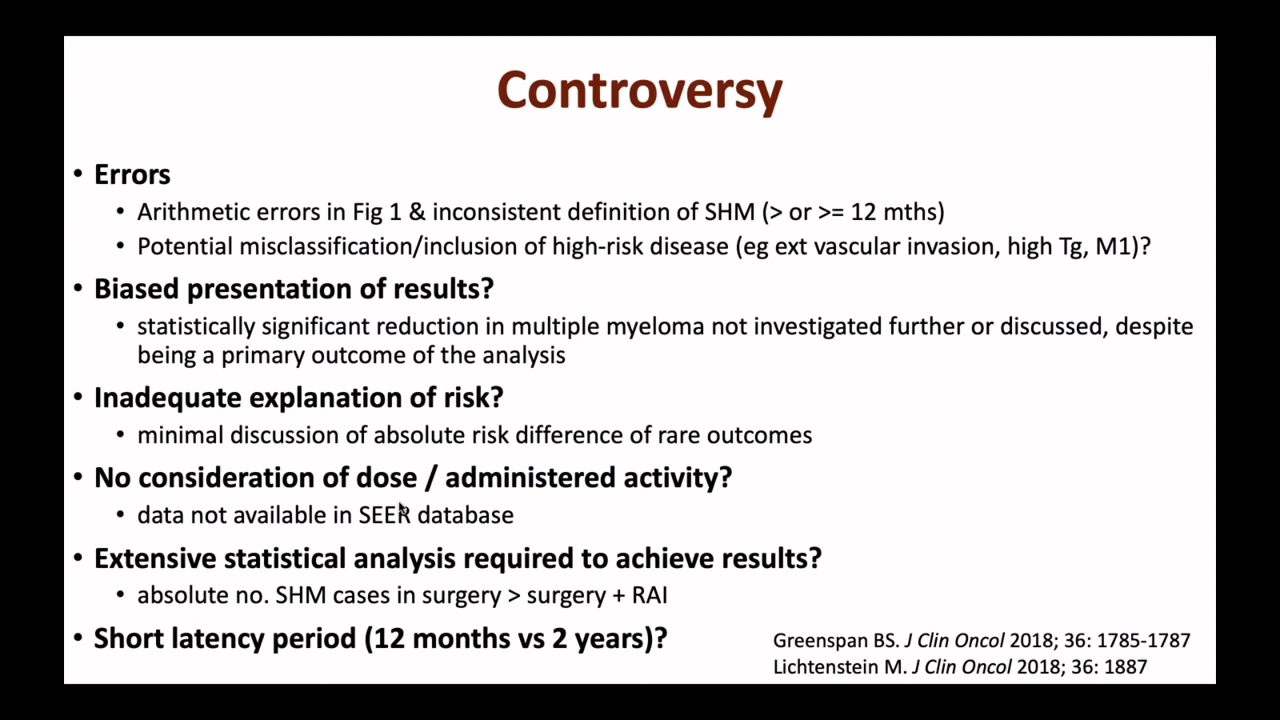 Controversy
• Errors
• Arithmetic errors in Fig 1 & inconsistent definition of SHM (> or >= 12 mths)
• Potential misclassification/inclusion of high-risk disease (eg ext vascular invasion, high Tg, M1)?
• Biased presentation of results?
• statistically significant reduction in multiple myeloma not investigated further or discussed, despite
being a primary outcome of the analysis
• Inadequate explanation of risk?
• minimal discussion of absolute risk difference of rare outcomes
• No consideration of dose / administered activity?
• data not available in SEER database
• Extensive statistical analysis required to achieve results?
• absolute no. SHM cases in surgery > surgery + RAI
• Short latency period (12 months vs 2 years)?
Greenspan BS. J Clin Oncol 2018; 36: 1785-1787
Lichtenstein M. J Clin Oncol 2018; 36: 1887